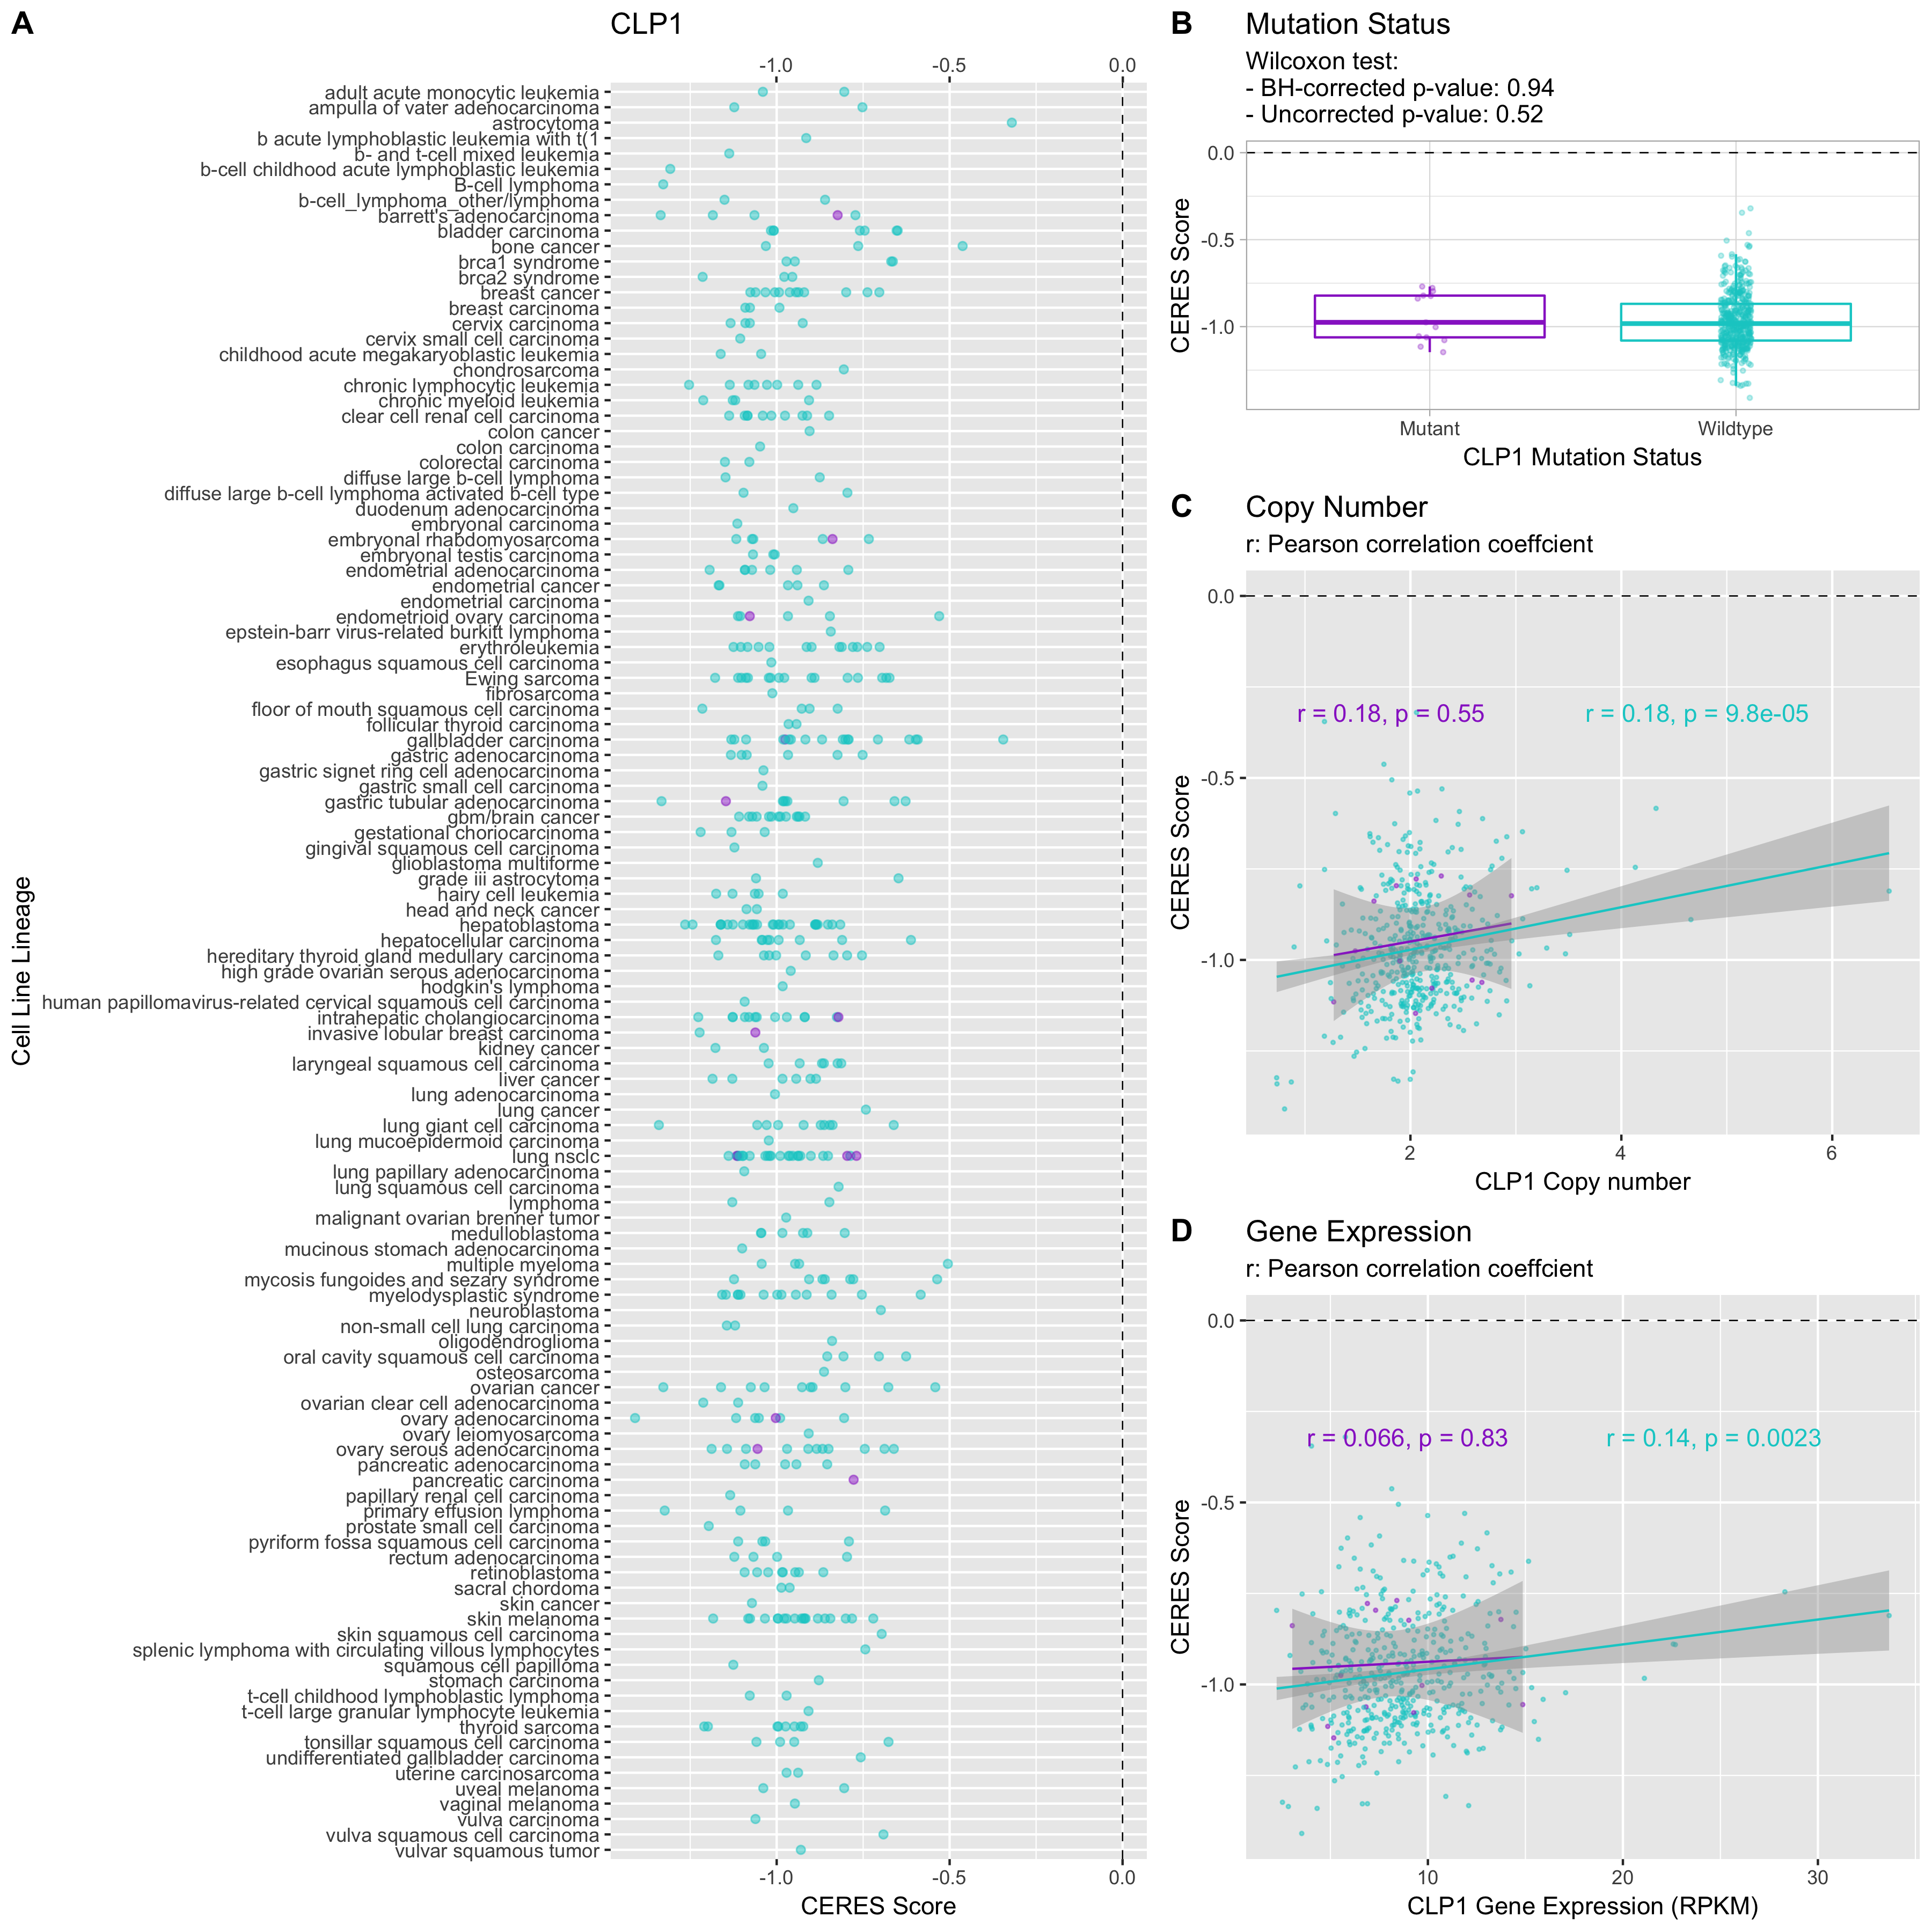 A
CLP1
-1.0
-0.5
0.0
adult acute monocytic leukemia
ampulla of vater adenocarcinoma
astrocytoma
b acute lymphoblastic leukemia with t(1
b- and t-cell mixed leukemia
b-cell childhood acute lymphoblastic leukemia
B-cell lymphoma
b-cell_lymphoma_other/lymphoma
barrett's adenocarcinoma
bladder carcinoma
bone cancer
brca1 syndrome
brca2 syndrome
breast cancer
breast carcinoma
cervix carcinoma
cervix small cell carcinoma
childhood acute megakaryoblastic leukemia
chondrosarcoma
chronic lymphocytic leukemia
chronic myeloid leukemia
clear cell renal cell carcinoma
colon cancer
colon carcinoma
colorectal carcinoma
diffuse large b-cell lymphoma
diffuse large b-cell lymphoma activated b-cell type
duodenum adenocarcinoma
embryonal carcinoma
embryonal rhabdomyosarcoma
embryonal testis carcinoma
endometrial adenocarcinoma
endometrial cancer
endometrial carcinoma
endometrioid ovary carcinoma
epstein-barr virus-related burkitt lymphoma
erythroleukemia
esophagus squamous cell carcinoma
Ewing sarcoma
fibrosarcoma
floor of mouth squamous cell carcinoma
follicular thyroid carcinoma
gallbladder carcinoma
gastric adenocarcinoma
gastric signet ring cell adenocarcinoma
gastric small cell carcinoma
gastric tubular adenocarcinoma
gbm/brain cancer
gestational choriocarcinoma
gingival squamous cell carcinoma
glioblastoma multiforme
grade iii astrocytoma
hairy cell leukemia
head and neck cancer
hepatoblastoma
hepatocellular carcinoma
hereditary thyroid gland medullary carcinoma
high grade ovarian serous adenocarcinoma
hodgkin's lymphoma
human papillomavirus-related cervical squamous cell carcinoma
intrahepatic cholangiocarcinoma
invasive lobular breast carcinoma
kidney cancer
laryngeal squamous cell carcinoma
liver cancer
lung adenocarcinoma
lung cancer
lung giant cell carcinoma
lung mucoepidermoid carcinoma
lung nsclc
lung papillary adenocarcinoma
lung squamous cell carcinoma
lymphoma
malignant ovarian brenner tumor
medulloblastoma
mucinous stomach adenocarcinoma
multiple myeloma
mycosis fungoides and sezary syndrome
myelodysplastic syndrome
neuroblastoma
non-small cell lung carcinoma
oligodendroglioma
oral cavity squamous cell carcinoma
osteosarcoma
ovarian cancer
ovarian clear cell adenocarcinoma
ovary adenocarcinoma
ovary leiomyosarcoma
ovary serous adenocarcinoma
pancreatic adenocarcinoma
pancreatic carcinoma
papillary renal cell carcinoma
primary effusion lymphoma
prostate small cell carcinoma
pyriform fossa squamous cell carcinoma
rectum adenocarcinoma
retinoblastoma
sacral chordoma
skin cancer
skin melanoma
skin squamous cell carcinoma
splenic lymphoma with circulating villous lymphocytes
squamous cell papilloma
stomach carcinoma
t-cell childhood lymphoblastic lymphoma
t-cell large granular lymphocyte leukemia
thyroid sarcoma
tonsillar squamous cell carcinoma
undifferentiated gallbladder carcinoma
uterine carcinosarcoma
uveal melanoma
vaginal melanoma
vulva carcinoma
vulva squamous cell carcinoma
vulvar squamous tumor
Cell Line Lineage
-1.0
-0.5
0.0
CERES Score
B
Mutation Status
Wilcoxon test:
- BH-corrected p-value: 0.94
- Uncorrected p-value: 0.52
0.0
-0.5
-1.0
CERES Score
Mutant
Wildtype
CLP1 Mutation Status
C
Copy Number
r: Pearson correlation coeffcient
0.0
-0.5
-1.0
CERES Score
r = 0.18, p = 0.55
r = 0.18, p = 9.8e-05
2
4
6
CLP1 Copy number
D
Gene Expression
r: Pearson correlation coeffcient
0.0
-0.5
-1.0
CERES Score
r = 0.066, p = 0.83
r = 0.14, p = 0.0023
10
20
30
CLP1 Gene Expression (RPKM)